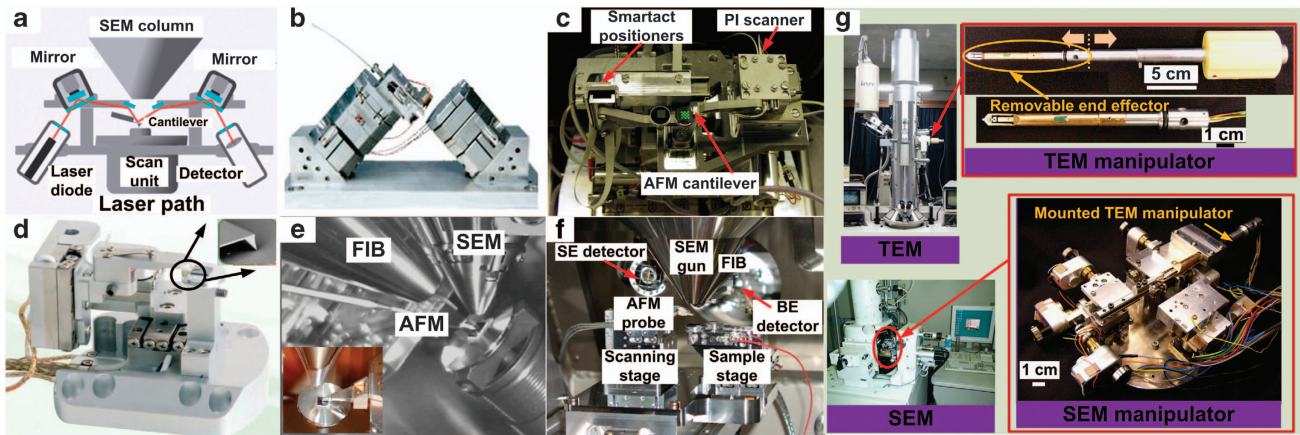 a
SEM column
Mirror
Mirror
Cantilever
Laser
diode
Scan
unit
Detector
Laser path
b
c
Smartact
positioners
PI scanner
AFM cantilever
d
e
FIB
SEM
AFM
f
SE detector
SEM
gun
FIB
AFM
probe
BE
detector
Scanning
stage
Sample
stage
g
TEM
5 cm
Removable end effector
1 cm
TEM manipulator
SEM
Mounted TEM manipulator
1 cm
SEM manipulator